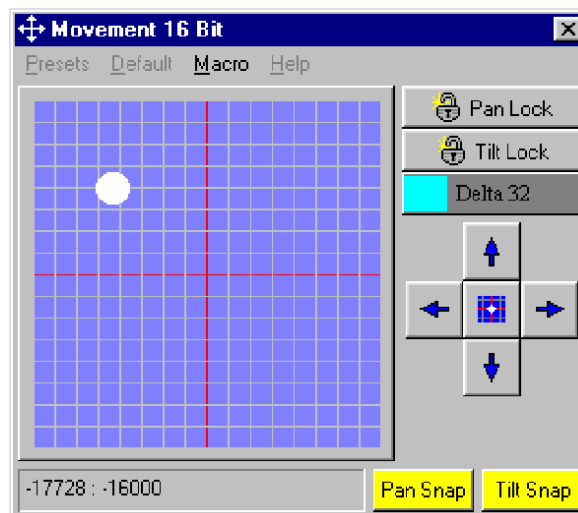 Movement 16 Bit
Presets Default Macro Help
Pan Lock
Tilt Lock
Delta 32
-17728 : -16000
Pan Snap Tilt Snap